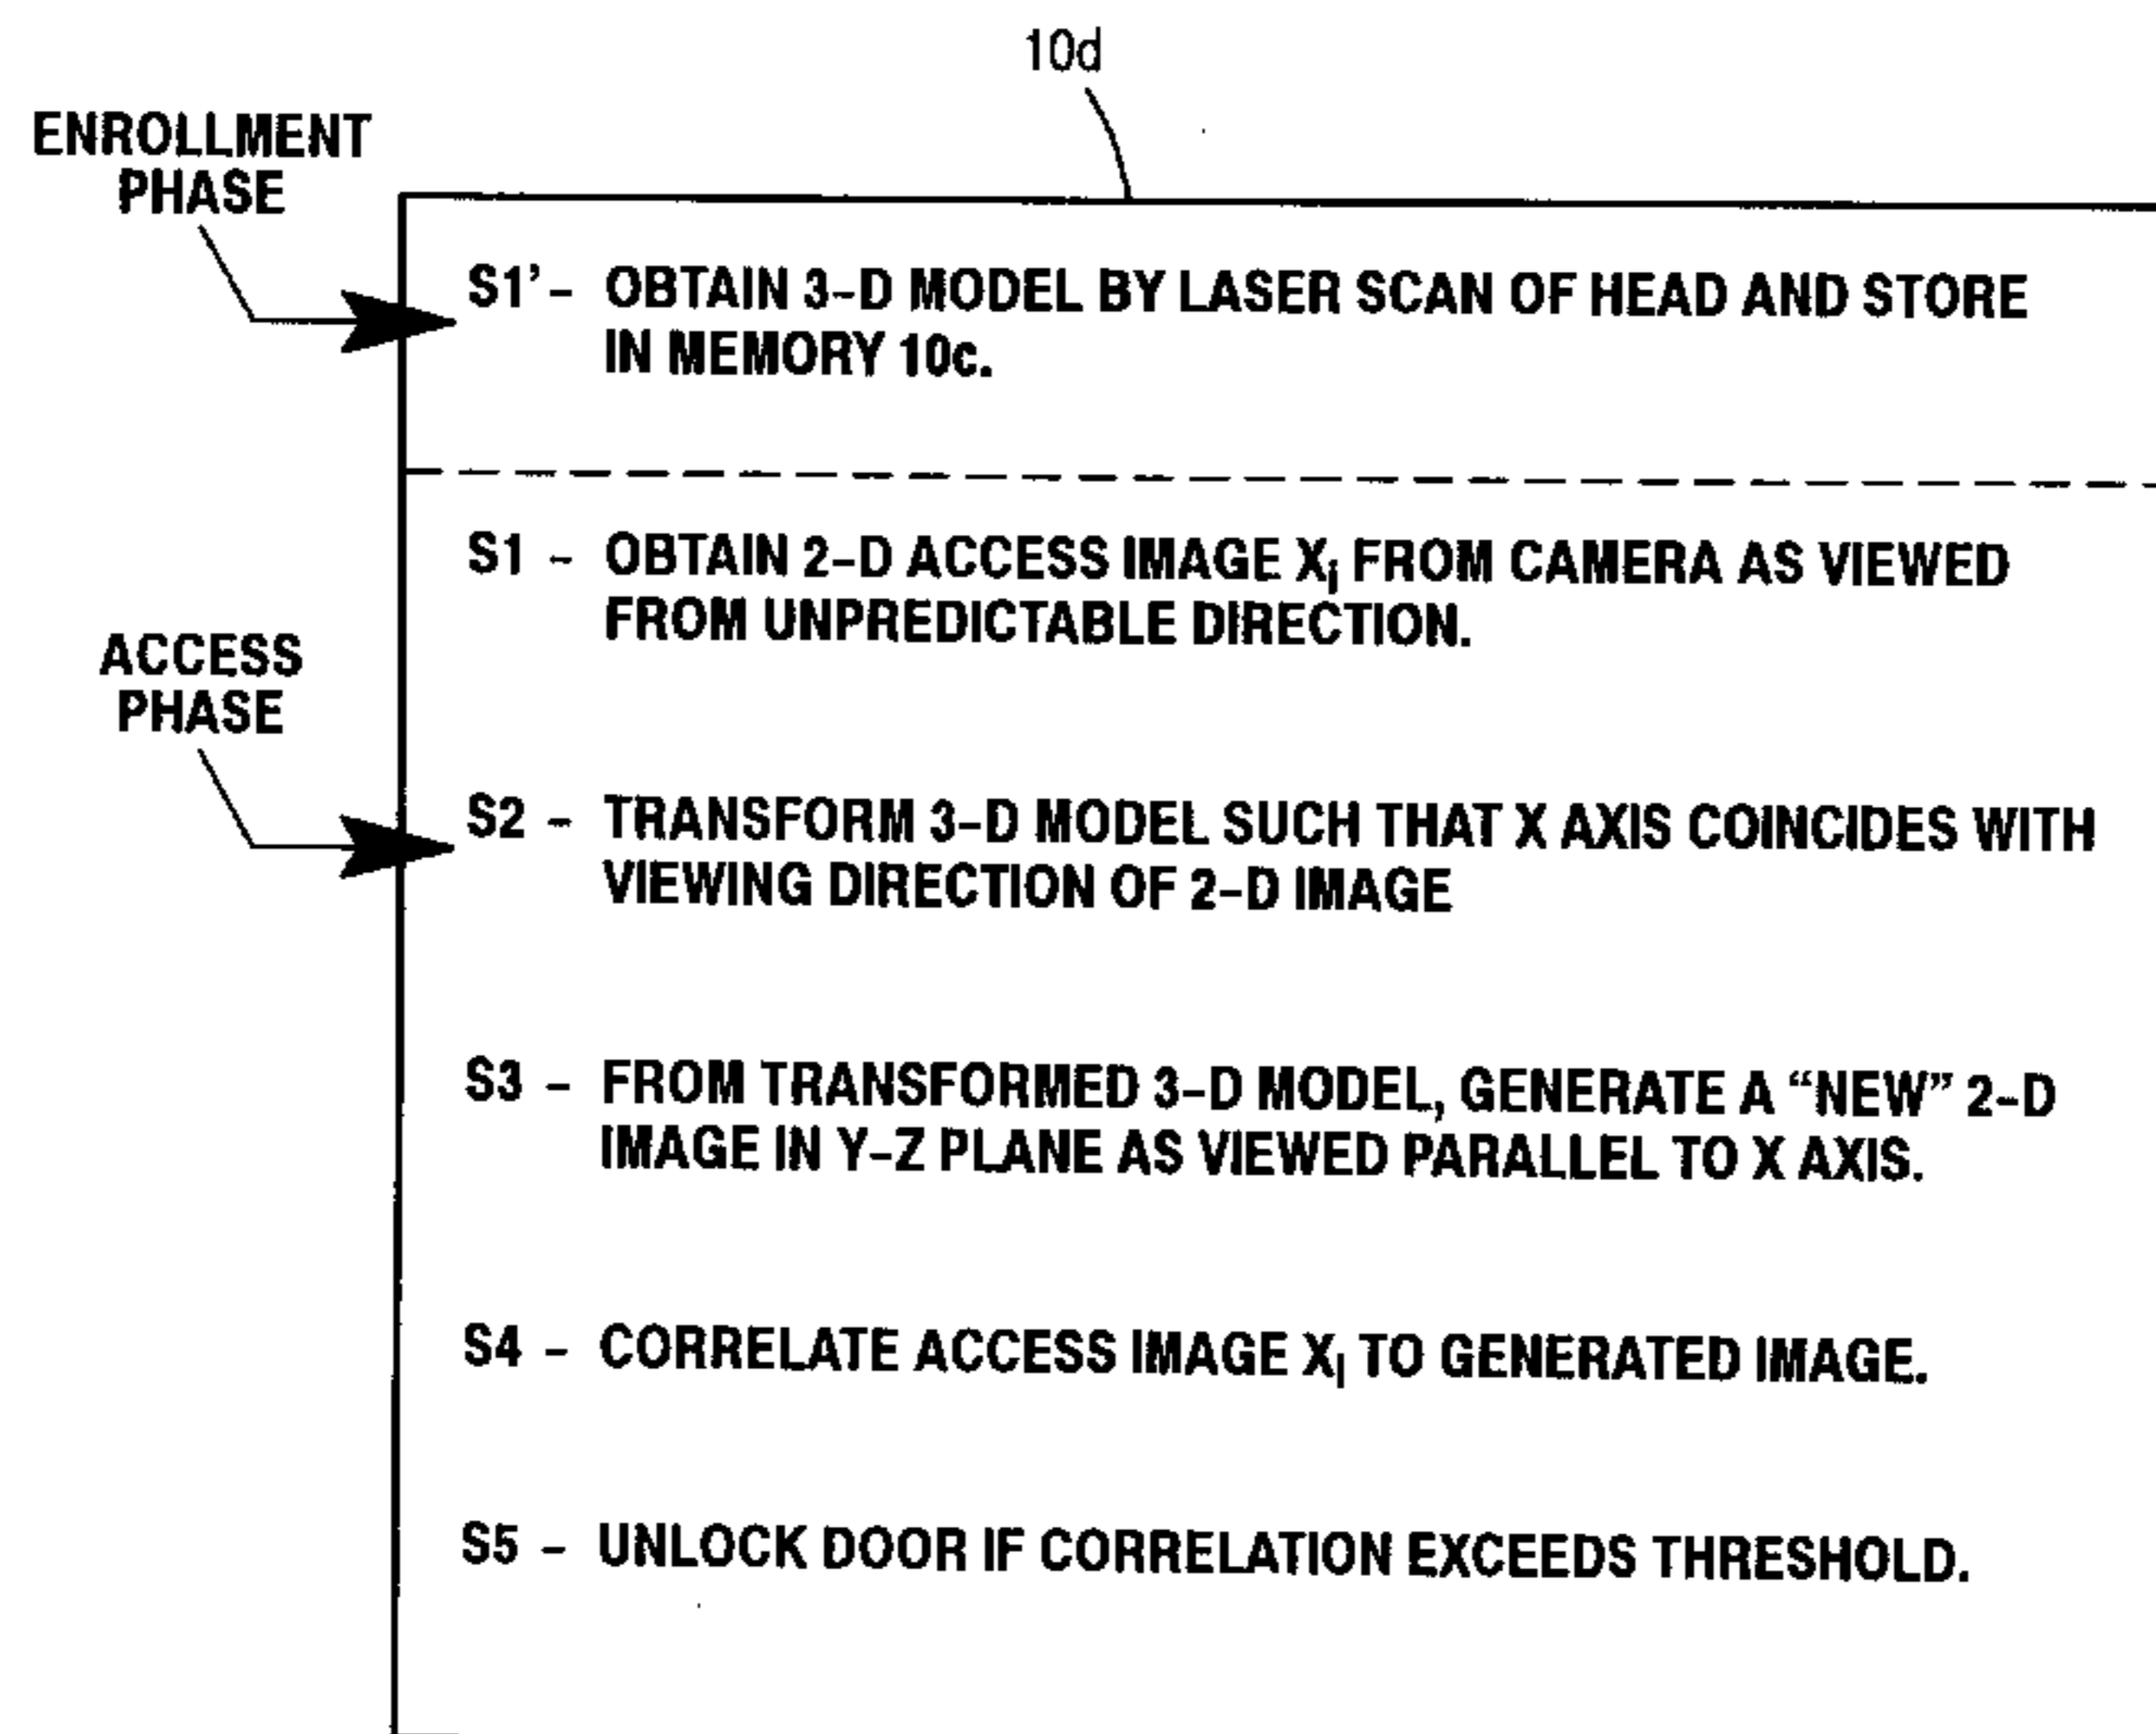 10d
ENROLLMENT
PHASE
S1’- OBTAIN 3-D MODEL BY LASER SCAN OF HEAD AND STORE
IN MEMORY 10c.
S1 - OBTAIN 2-D ACCESS IMAGE Xi FROM CAMERA AS VIEWED
FROM UNPREDICTABLE DIRECTION.
ACCESS
PHASE
S2 - TRANSFORM 3-D MODEL SUCH THAT X AXIS COINCIDES WITH
VIEWING DIRECTION OF 2-D IMAGE
S3 - FROM TRANSFORMED 3-D MODEL, GENERATE A “NEW” 2-D
IMAGE IN Y-Z PLANE AS VIEWED PARALLEL TO X AXIS.
S4 - CORRELATE ACCESS IMAGE Xi TO GENERATED IMAGE.
S5 - UNLOCK DOOR IF CORRELATION EXCEEDS THRESHOLD.